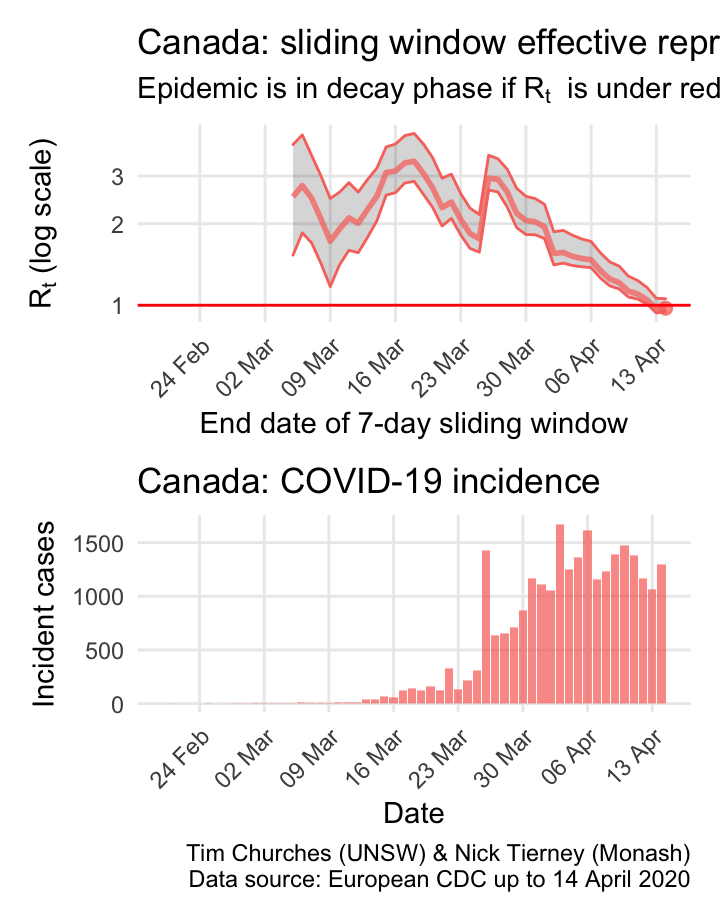 Canada: sliding window effective repr
Epidemic is in decay phase if Rt is under red
Rt (log scale)
3
2
1
24 Feb
02 Mar
09 Mar
16 Mar
23 Mar
30 Mar
06 Apr
13 Apr
End date of 7-day sliding window
Canada: COVID-19 incidence
Incident cases
1500
1000
500
0
24 Feb
02 Mar
09 Mar
16 Mar
23 Mar
30 Mar
06 Apr
13 Apr
Date
Tim Churches (UNSW) & Nick Tierney (Monash)
Data source: European CDC up to 14 April 2020